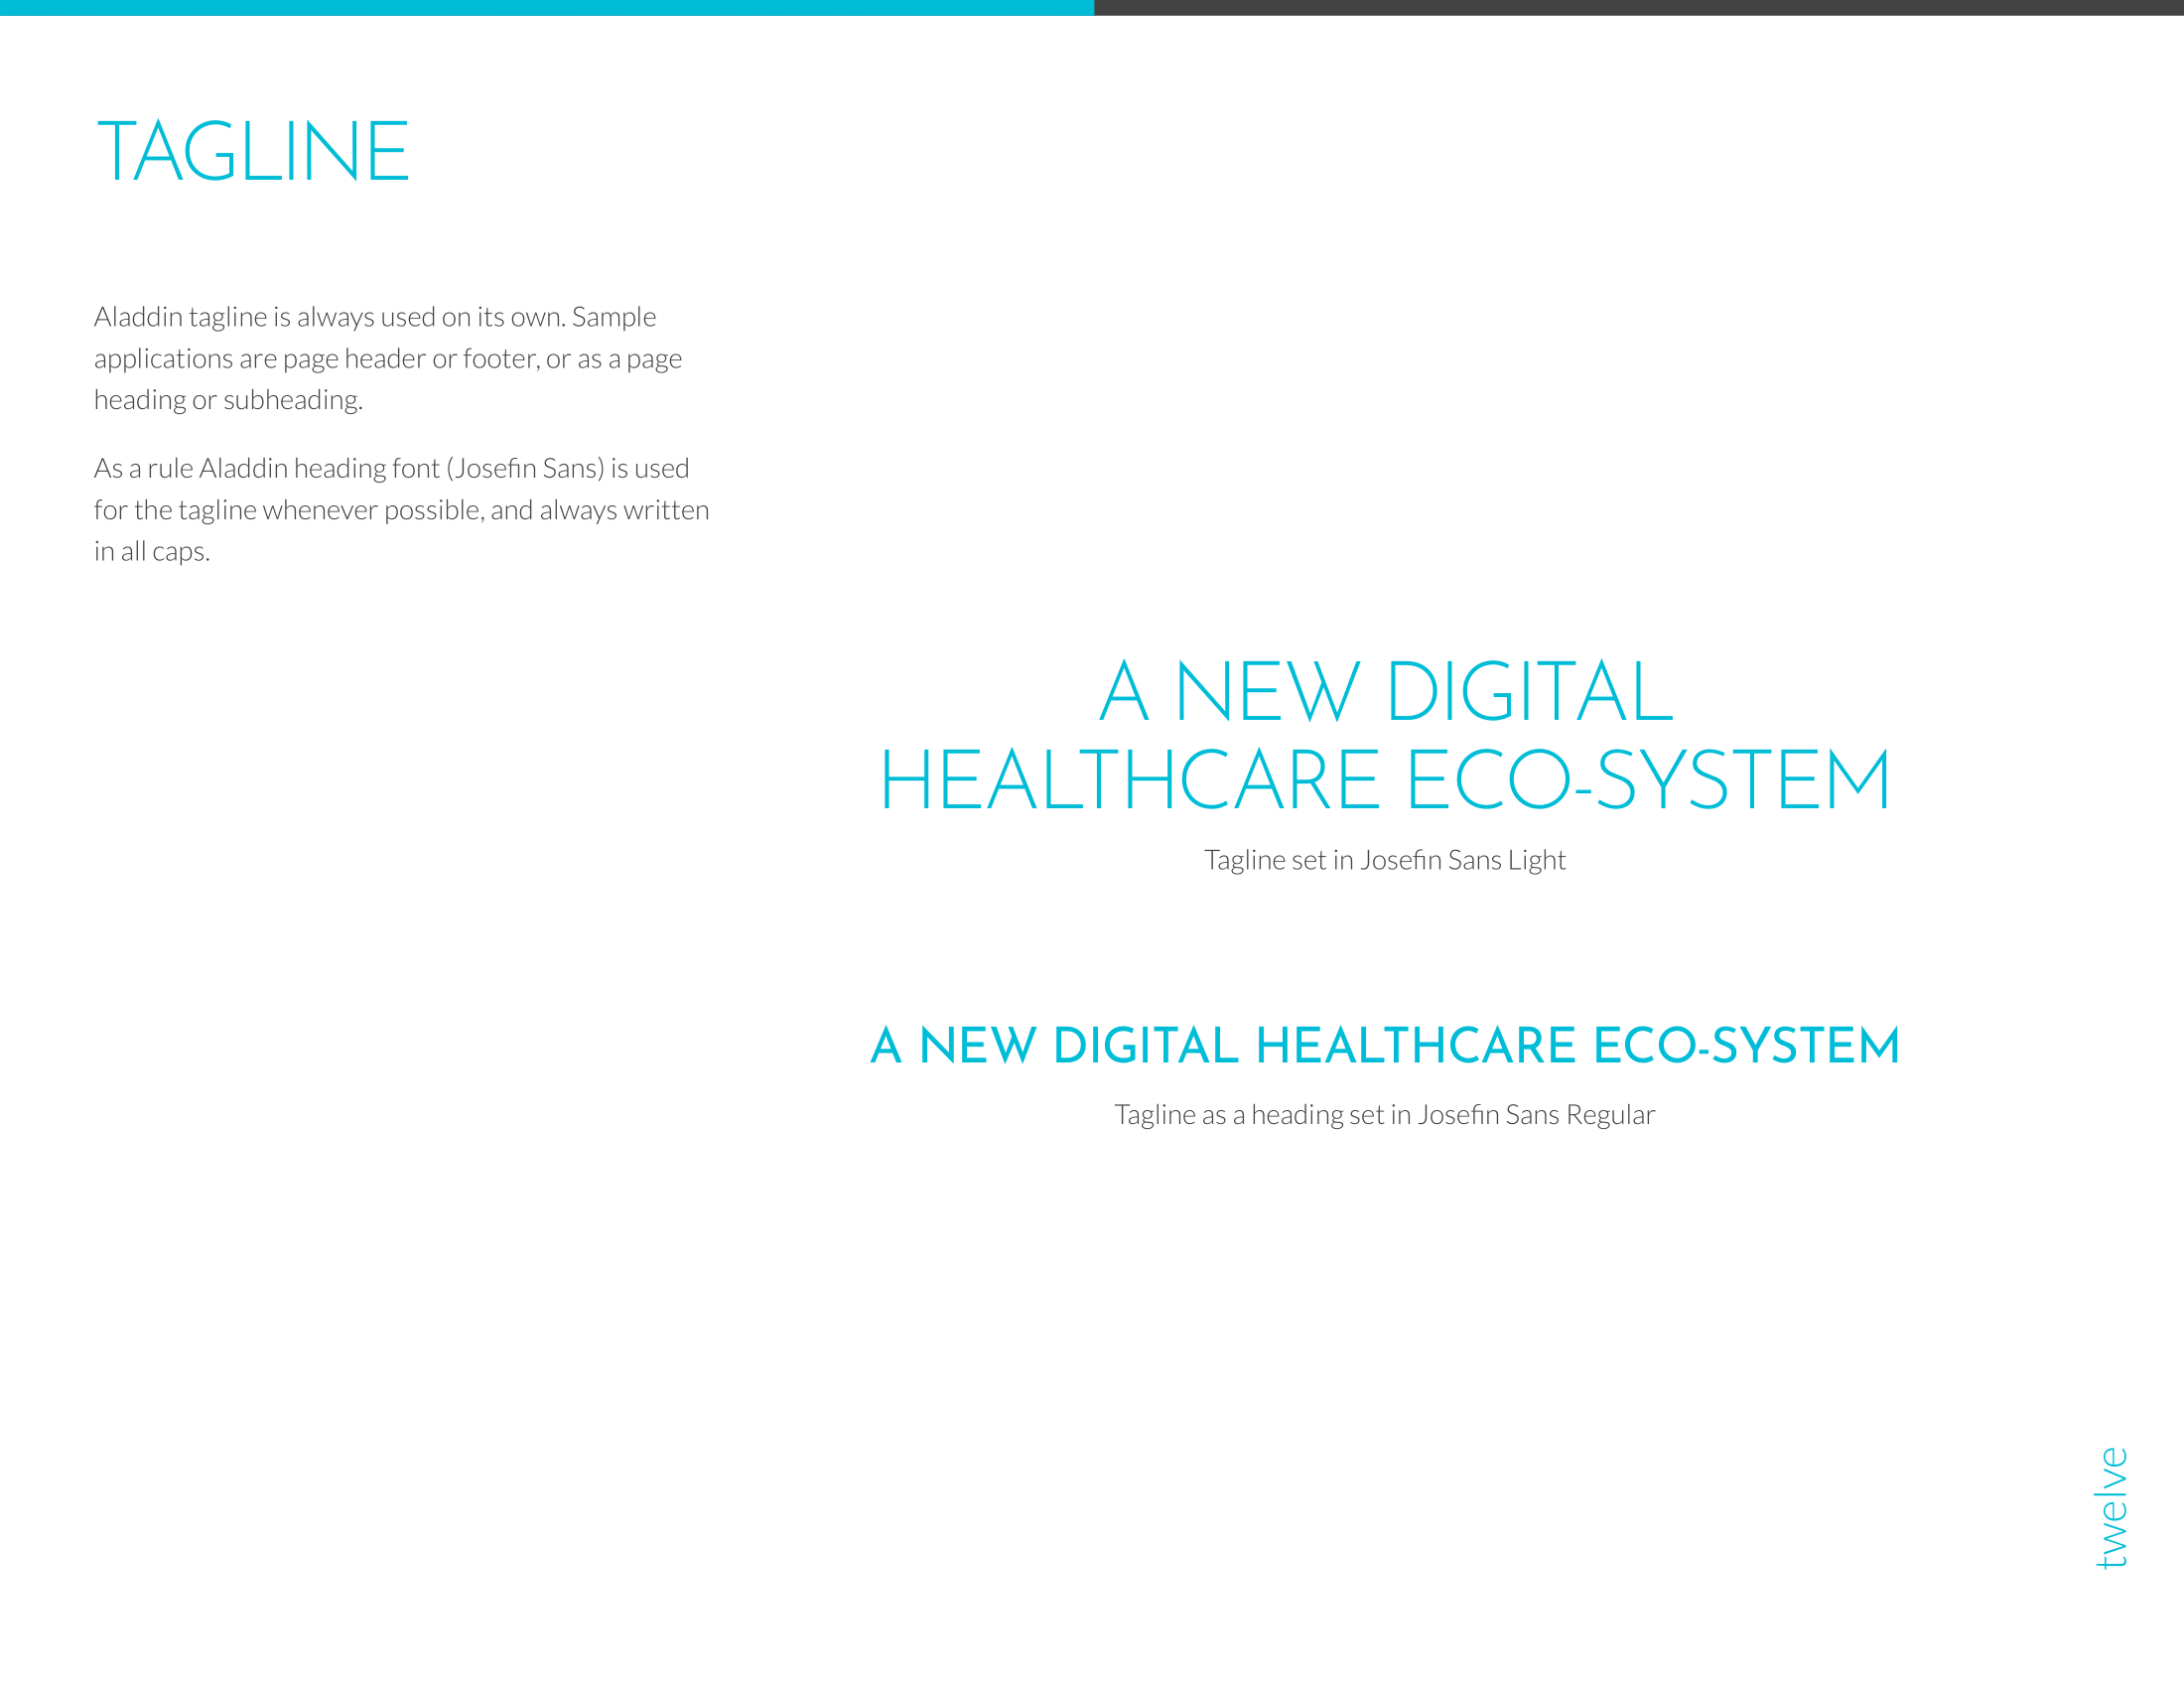 TAGLINE
Aladdin tagline is always used on its own. Sample
applications are page header or footer, or as a page
heading or subheading.
As a rule Aladdin heading font (Josefin Sans) is used
for the tagline whenever possible, and always written
in all caps.
A NEW DIGITAL
HEALTHCARE ECO-SYSTEM
Tagline set in Josefin Sans Light
A NEW DIGITAL HEALTHCARE ECO-SYSTEM
Tagline as a heading set in Josefin Sans Regular
twelve